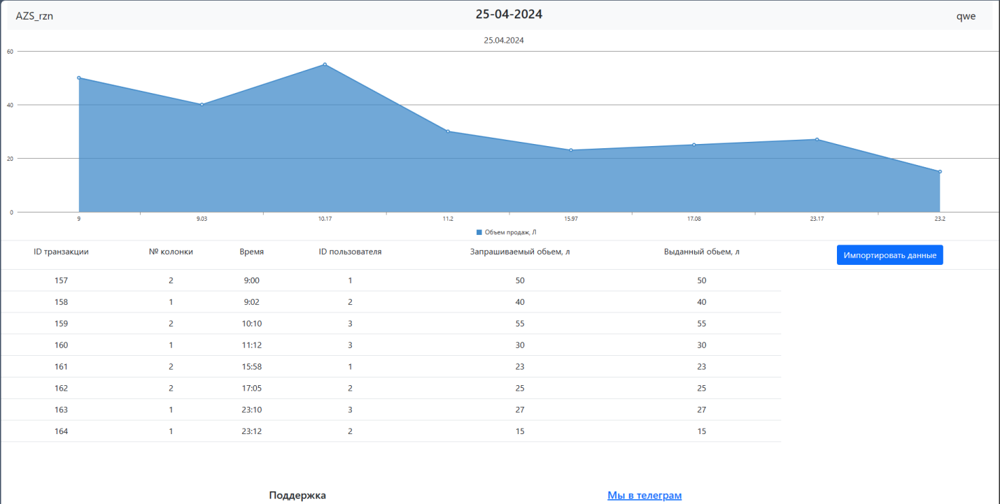 AZS_rzn 25-04-2024 qwe
25.04.2024
60
40
20
0
9 9.03 10.17 11.2 15.97 17.08 23.17 23.2
Объем продаж, Л
ID транзакции № колонки Время ID пользователя Запрашиваемый обьем, л Выданный обьем, л Импортировать данные
157 2 9:00 1 50 50
158 1 9:02 2 40 40
159 2 10:10 3 55 55
160 1 11:12 3 30 30
161 2 15:58 1 23 23
162 2 17:05 2 25 25
163 1 23:10 3 27 27
164 1 23:12 2 15 15
Поддержка Мы в телеграм